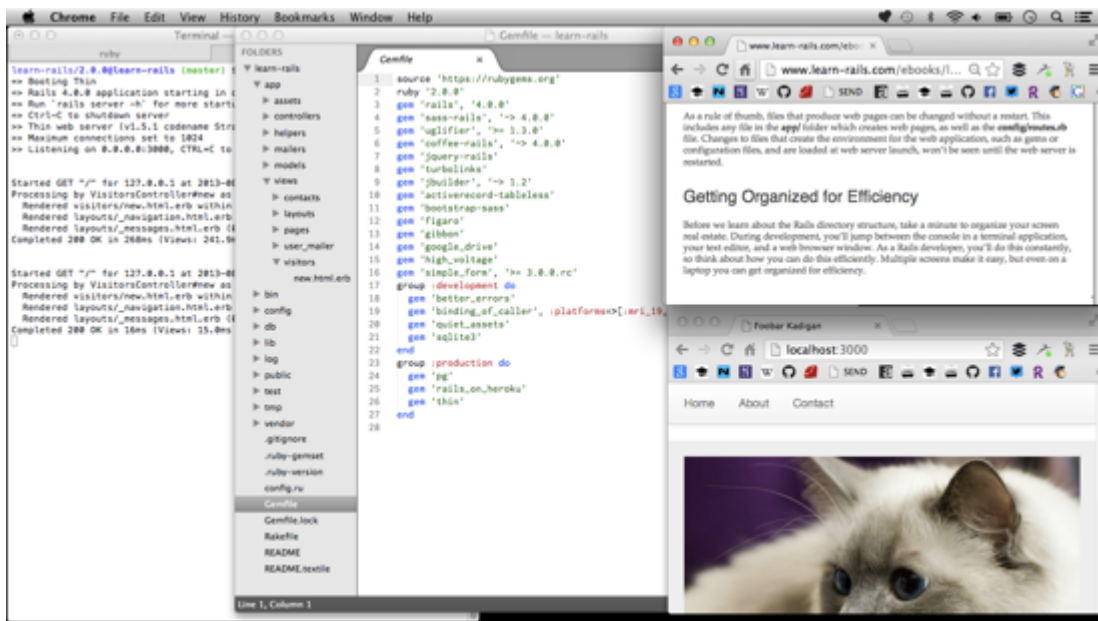 Chrome File Edit View History Bookmarks Window Help
Terminal —
ruby
learn-rails/2.0.0@learn-rails (master)
=> Booting Thin
=> Rails 4.0.0 application starting in
=> Run `rails server -h` for more startu
=> Ctrl-C to shutdown server
=> Thin web server (v1.5.1 codename Stra
=> Maximum connections set to 1024
=> Listening on 0.0.0.0:3000, CTRL+C to
Started GET "/" for 127.0.0.1 at 2013-0
Processing by VisitorsController#new as
Rendered visitors/new.html.erb within
Rendered layouts/_navigation.html.erb
Rendered layouts/_messages.html.erb
Completed 200 OK in 268ms (Views: 241.9m
Started GET "/" for 127.0.0.1 at 2013-0
Processing by VisitorsController#new as
Rendered visitors/new.html.erb within
Rendered layouts/_navigation.html.erb
Rendered layouts/_messages.html.erb
Completed 200 OK in 16ms (Views: 15.0ms
Gemfile — learn-rails
FOLDERS
learn-rails
app
assets
controllers
helpers
mailers
models
views
contacts
layouts
pages
user_mailer
visitors
new.html.erb
bin
config
db
lib
log
public
test
tmp
vendor
.gitignore
.ruby-gemset
.ruby-version
config.ru
Gemfile
Gemfile.lock
Rakefile
README
README.textile
Line 1, Column 1
Gemfile
1 source 'https://rubygems.org'
2 ruby '2.0.0'
3 gem 'rails', '4.0.0'
4 gem 'sass-rails', '~> 4.0.0'
5 gem 'uglifier', '>= 1.3.0'
6 gem 'coffee-rails', '~> 4.0.0'
7 gem 'jquery-rails'
8 gem 'turbolinks'
9 gem 'jbuilder', '~> 1.2'
10 gem 'activerecord-tableless'
11 gem 'bootstrap-sass'
12 gem 'figaro'
13 gem 'gibbon'
14 gem 'google_drive'
15 gem 'high_voltage'
16 gem 'simple_form', '>= 3.0.0.rc'
17 group :development do
18 gem 'better_errors'
19 gem 'binding_of_caller', :platforms=>[:mri_19,
20 gem 'quiet_assets'
21 gem 'sqlite3'
22 end
23 group :production do
24 gem 'pg'
25 gem 'rails_on_heroku'
26 gem 'thin'
27 end
28
www.learn-rails.com/eboo
www.learn-rails.com/ebooks/l...
SEND
As a rule of thumb, files that produce web pages can be changed without a restart. This
includes any file in the app/ folder which creates web pages, as well as the config/routes.rb
file. Changes to files that create the environment for the web application, such as gems or
configuration files, and are loaded at web server launch, won't be seen until the web server is
restarted.
Getting Organized for Efficiency
Before we learn about the Rails directory structure, take a minute to organize your screen
real estate. During development, you'll jump between the console in a terminal application,
your text editor, and a web browser window. As a Rails developer, you'll do this constantly,
so think about how you can do this efficiently. Multiple screens make it easy, but even on a
laptop you can get organized for efficiency.
Foobar Kadigan
localhost:3000
SEND
Home About Contact